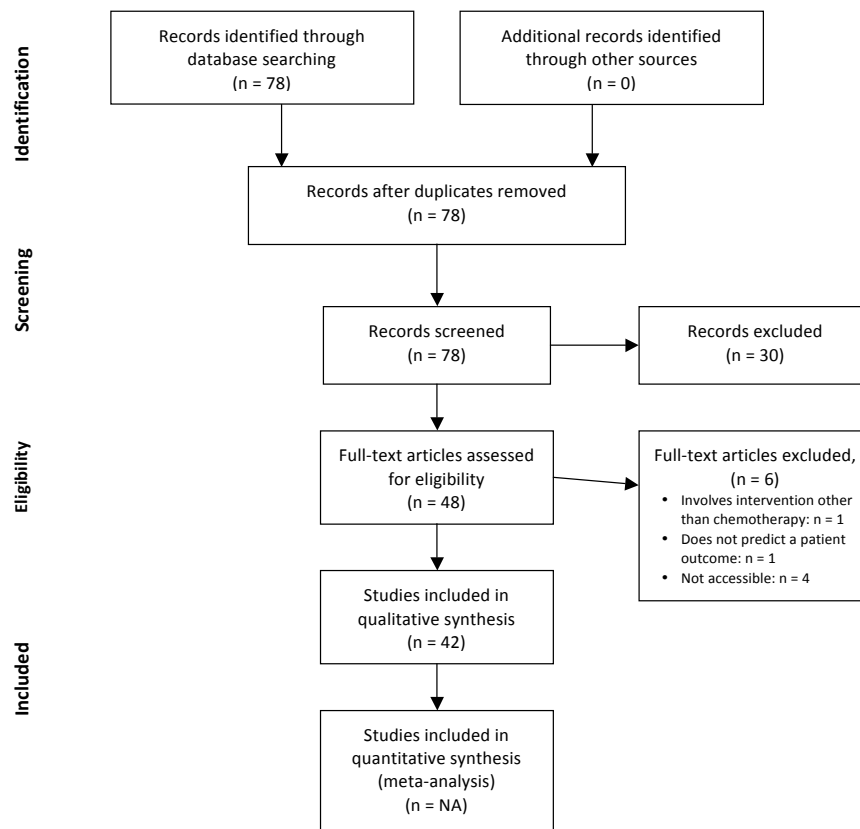 Identification
Records identified through
database searching
(n = 78)
Additional records identified
through other sources
(n = 0)
Records after duplicates removed
(n = 78)
Screening
Records screened
(n = 78)
Records excluded
(n = 30)
Eligibility
Full-text articles assessed
for eligibility
(n = 48)
Full-text articles excluded,
(n = 6)
• Involves intervention other
than chemotherapy: n = 1
• Does not predict a patient
outcome: n = 1
• Not accessible: n = 4
Included
Studies included in
qualitative synthesis
(n = 42)
Studies included in
quantitative synthesis
(meta-analysis)
(n = NA)